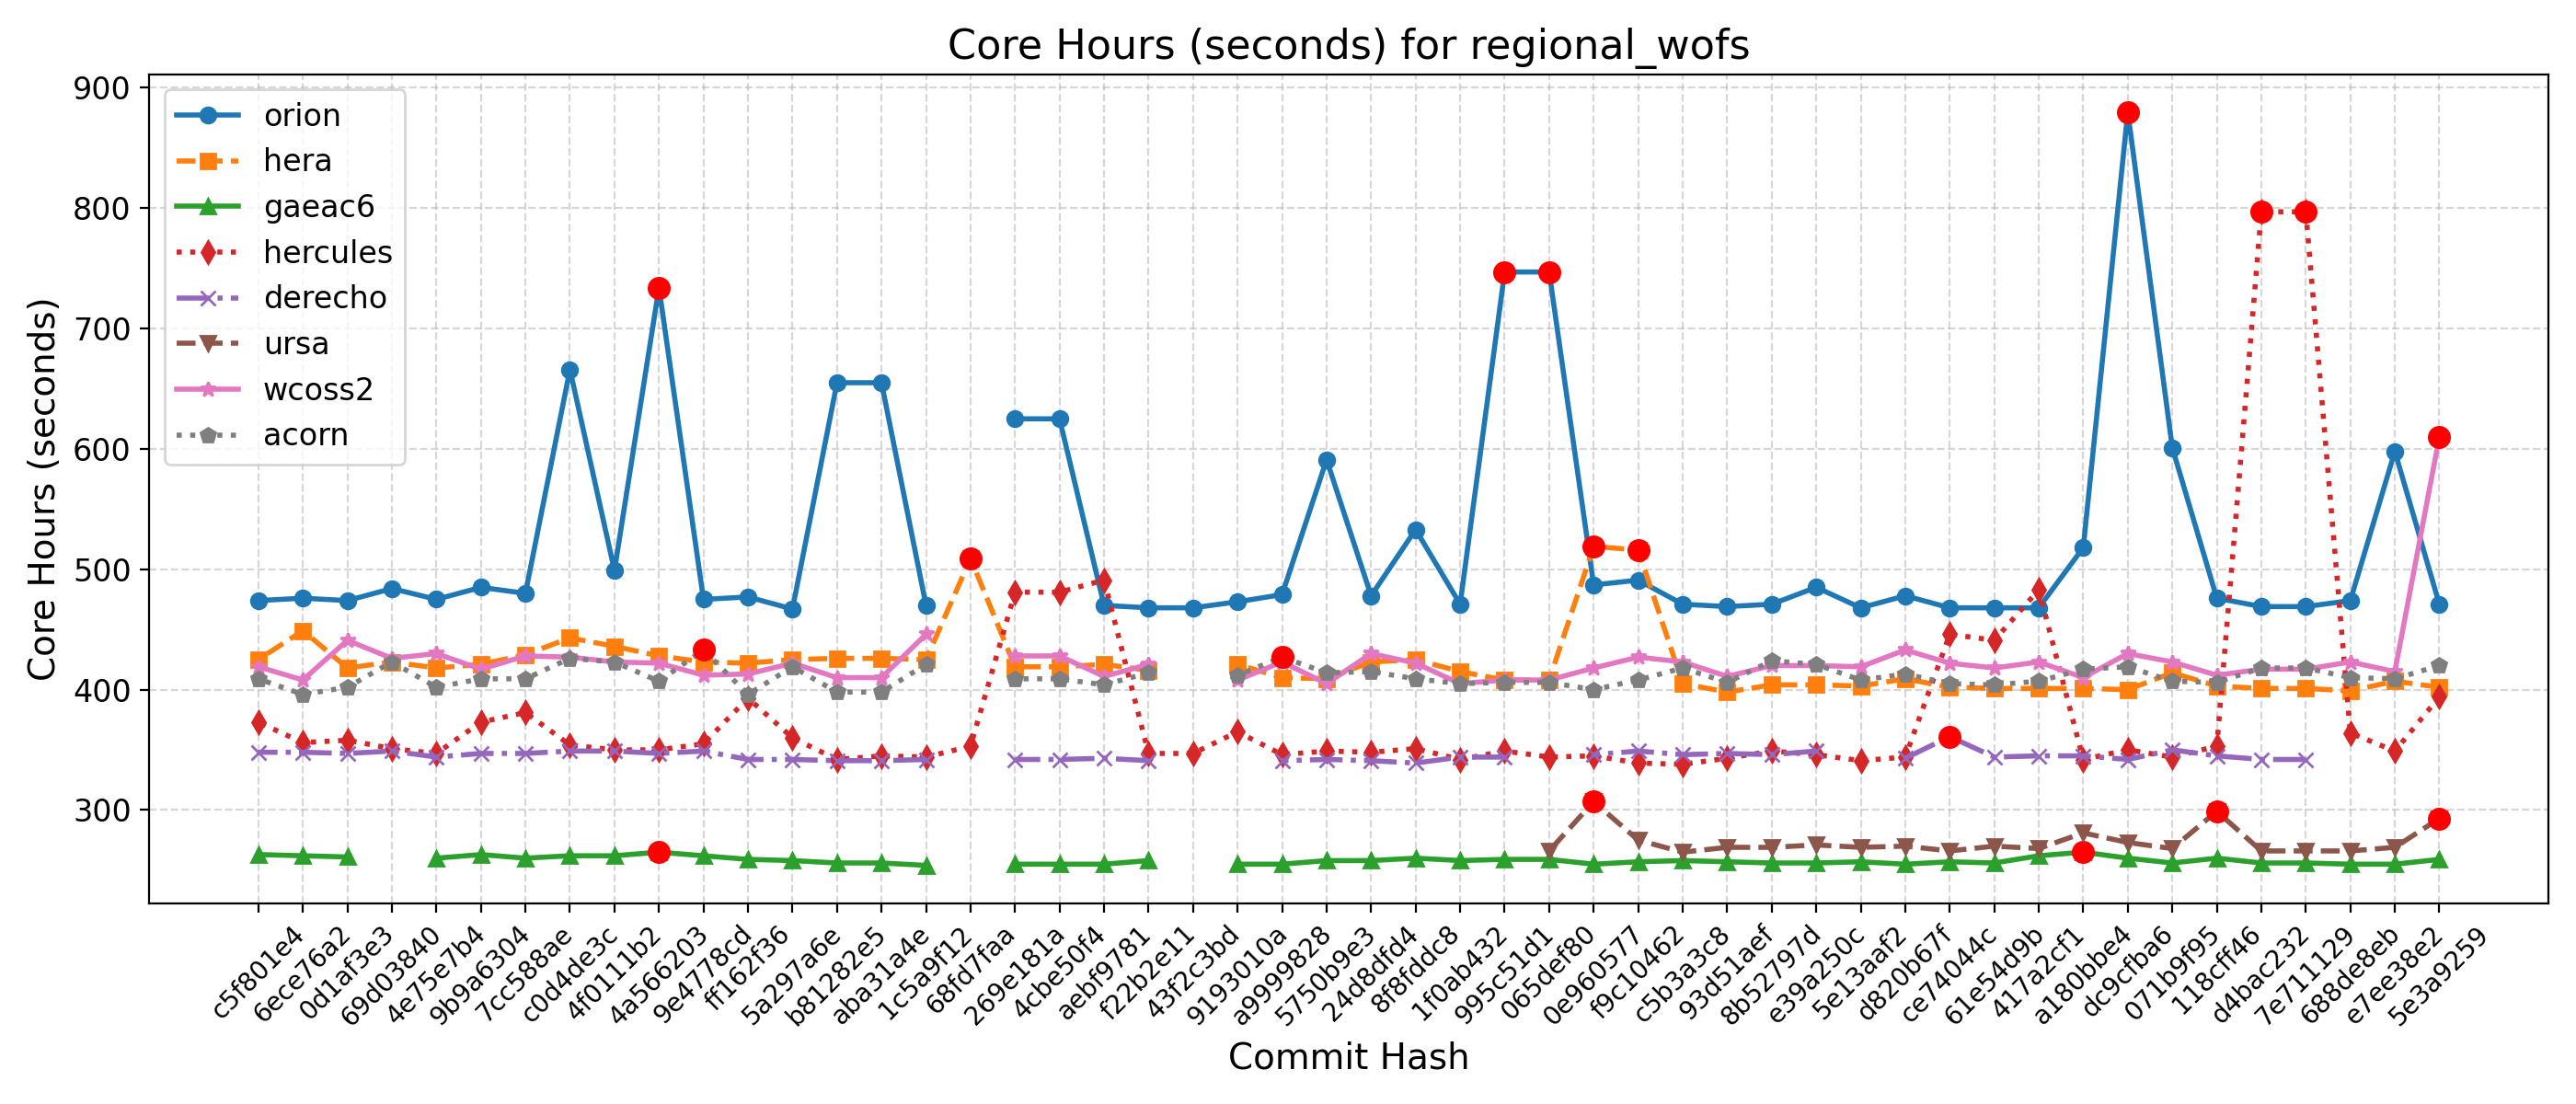 Core Hours (seconds) for regional_wofs
Core Hours (seconds)
900
800
700
600
500
400
300
orion
hera
gaeac6
hercules
derecho
ursa
wcoss2
acorn
c5f801e4
6ece76a2
0d1af3e3
69d03840
4e75e7b4
9b9a6304
7cc588ae
c0d4de3c
4f0111b2
4a566203
9e4778cd
ff162f36
5a297a6e
b81282e5
aba31a4e
1c5a9f12
68fd7faa
269e181a
4cbe50f4
aebf9781
f22b2e11
43f2c3bd
9193010a
a9999828
5750b9e3
24d8dfd4
8f8fddc8
1f0ab432
995c51d1
065def80
0e960577
f9c10462
c5b3a3c8
93d51aef
8b52797d
e39a250c
5e13aaf2
d820b67f
ce74044c
61e54d9b
417a2cf1
a180bbe4
dc9cfba6
071b9f95
118cff46
d4bac232
7e711129
688de8eb
e7ee38e2
5e3a9259
Commit Hash